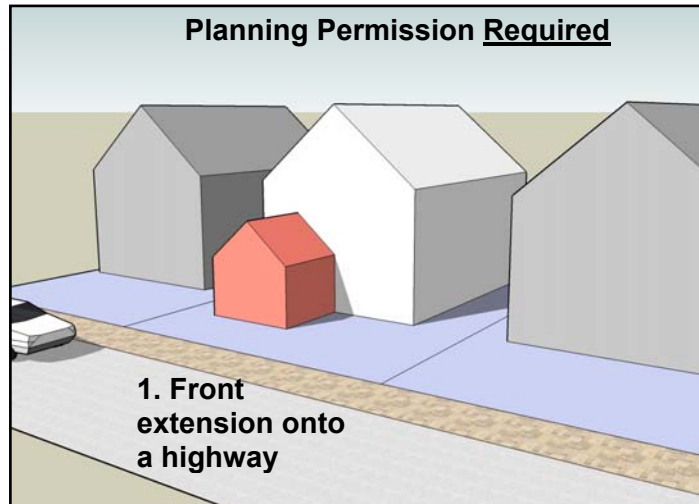 Planning Permission Required
1. Front
extension onto
a highway